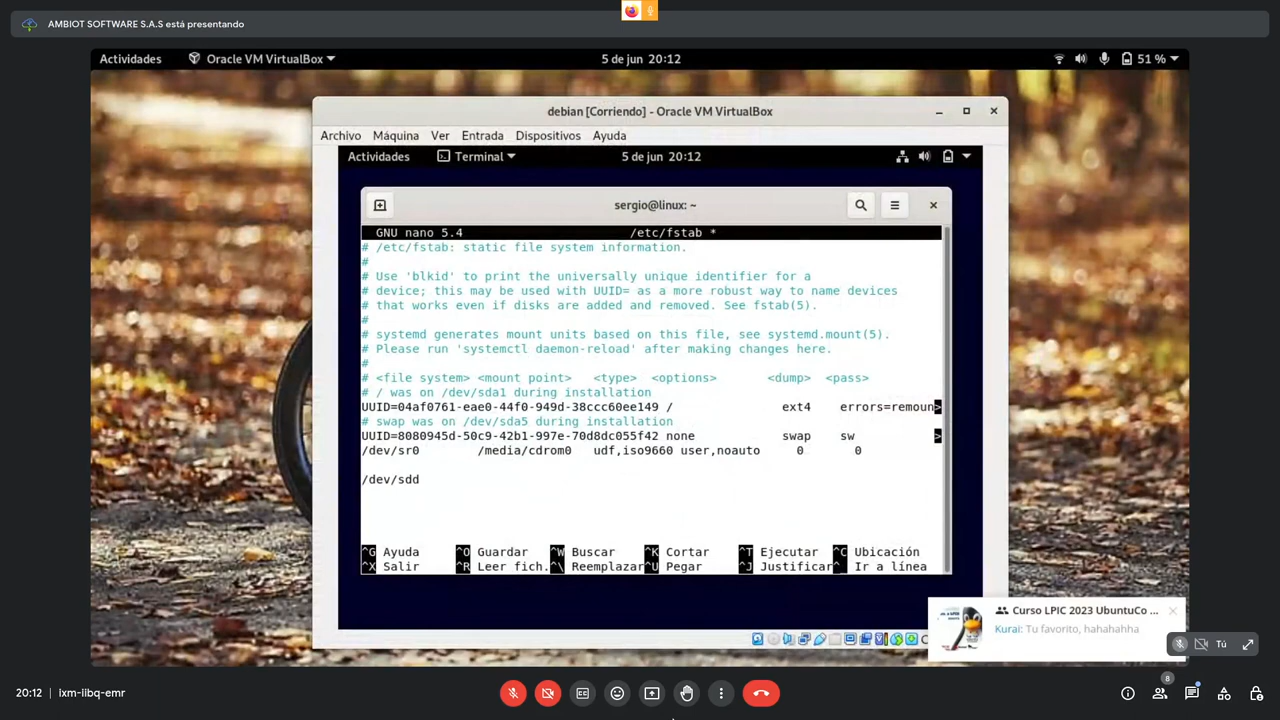 AMBIOT SOFTWARE S.A.S está presentando
Actividades Oracle VM VirtualBox 5 de jun 20:12 51 %
debian [Corriendo] - Oracle VM VirtualBox
Archivo Máquina Ver Entrada Dispositivos Ayuda
Actividades Terminal 5 de jun 20:12
sergio@linux: ~
GNU nano 5.4 /etc/fstab *
# /etc/fstab: static file system information.
#
# Use 'blkid' to print the universally unique identifier for a
# device; this may be used with UUID= as a more robust way to name devices
# that works even if disks are added and removed. See fstab(5).
#
# systemd generates mount units based on this file, see systemd.mount(5).
# Please run 'systemctl daemon-reload' after making changes here.
#
# <file system> <mount point> <type> <options> <dump> <pass>
# / was on /dev/sda1 during installation
UUID=04af0761-eae0-44f0-949d-38ccc60ee149 / ext4 errors=remoun>
# swap was on /dev/sda5 during installation
UUID=8080945d-50c9-42b1-997e-70d8dc055f42 none swap sw >
/dev/sr0 /media/cdrom0 udf,iso9660 user,noauto 0 0
/dev/sdd
^G Ayuda ^O Guardar ^W Buscar ^K Cortar ^T Ejecutar ^C Ubicación
^X Salir ^R Leer fich. ^\ Reemplazar ^U Pegar ^J Justificar ^_ Ir a línea
Curso LPIC 2023 UbuntuCo ...
Kurai: Tu favorito, hahahahha
Tú
20:12 | ixm-iibq-emr
8